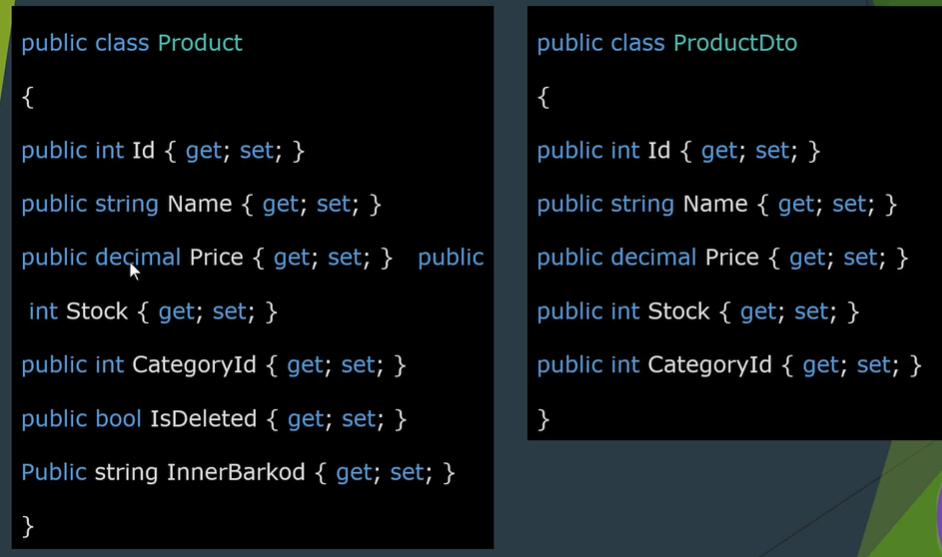 public class Product
{
public int Id { get; set; }
public string Name { get; set; }
public decimal Price { get; set; } public
int Stock { get; set; }
public int CategoryId { get; set; }
public bool IsDeleted { get; set; }
Public string InnerBarkod { get; set; }
}
public class ProductDto
{
public int Id { get; set; }
public string Name { get; set; }
public decimal Price { get; set; }
public int Stock { get; set; }
public int CategoryId { get; set; }
}